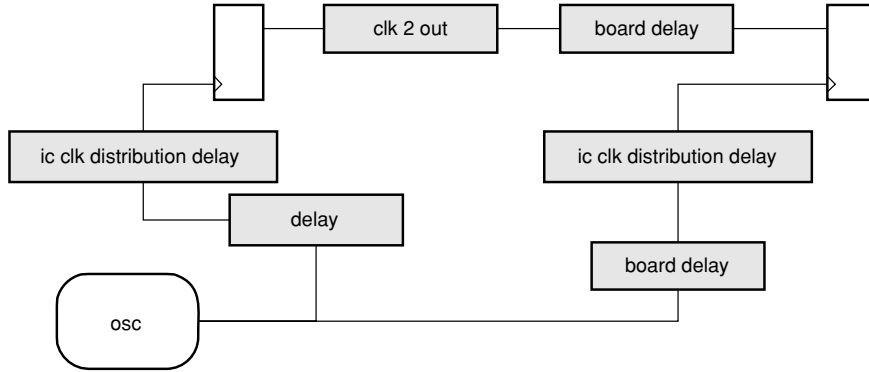 clk 2 out
board delay
ic clk distribution delay
ic clk distribution delay
delay
board delay
osc